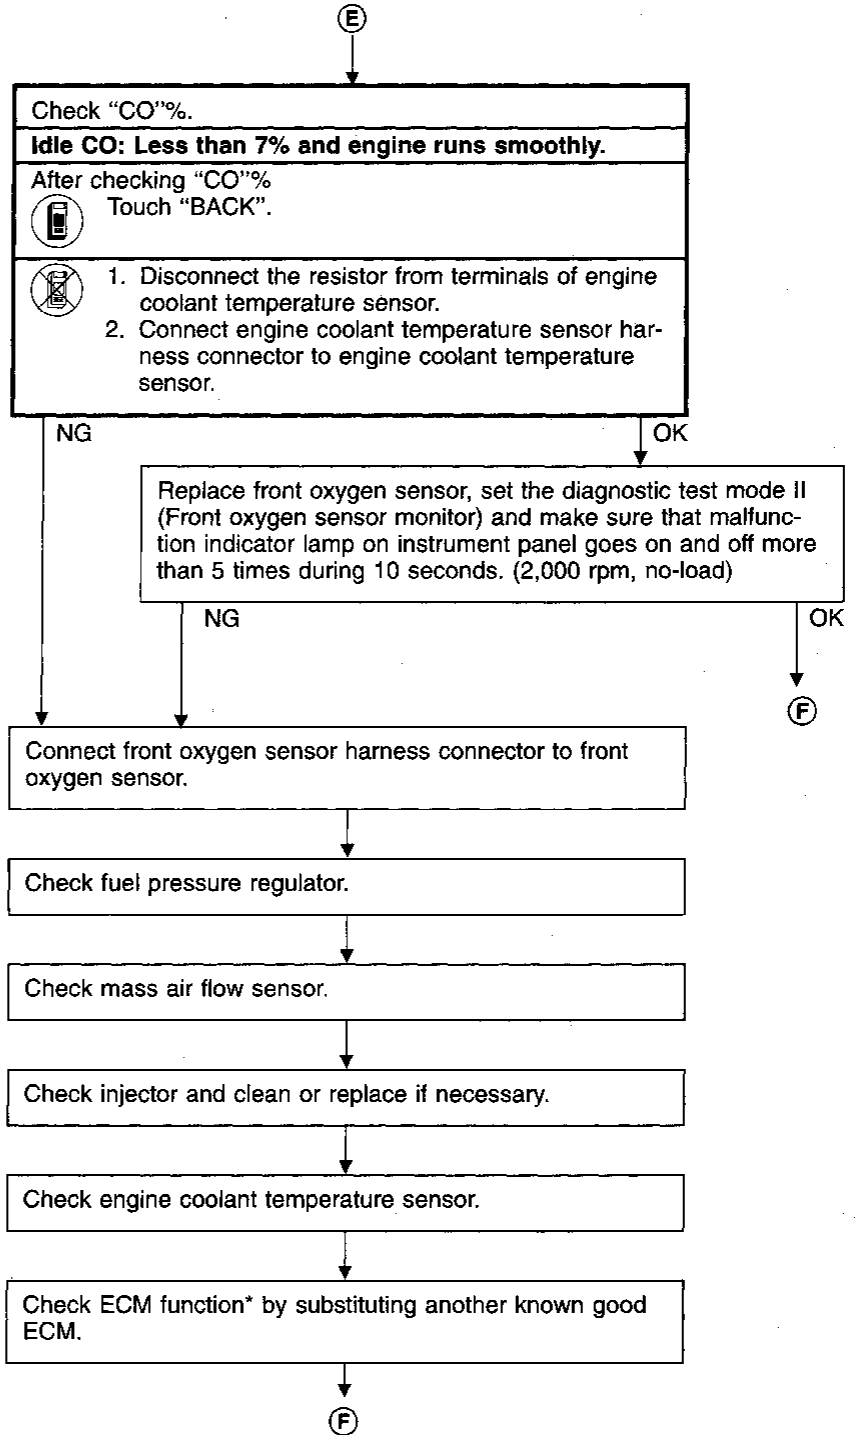 E
Check “CO”%.
Idle CO: Less than 7% and engine runs smoothly.
After checking “CO”%
Touch “BACK”.
1. Disconnect the resistor from terminals of engine
coolant temperature sensor.
2. Connect engine coolant temperature sensor har-
ness connector to engine coolant temperature
sensor.
NG
OK
Replace front oxygen sensor, set the diagnostic test mode II
(Front oxygen sensor monitor) and make sure that malfunc-
tion indicator lamp on instrument panel goes on and off more
than 5 times during 10 seconds. (2,000 rpm, no-load)
NG
OK
F
Connect front oxygen sensor harness connector to front
oxygen sensor.
Check fuel pressure regulator.
Check mass air flow sensor.
Check injector and clean or replace if necessary.
Check engine coolant temperature sensor.
Check ECM function* by substituting another known good
ECM.
F